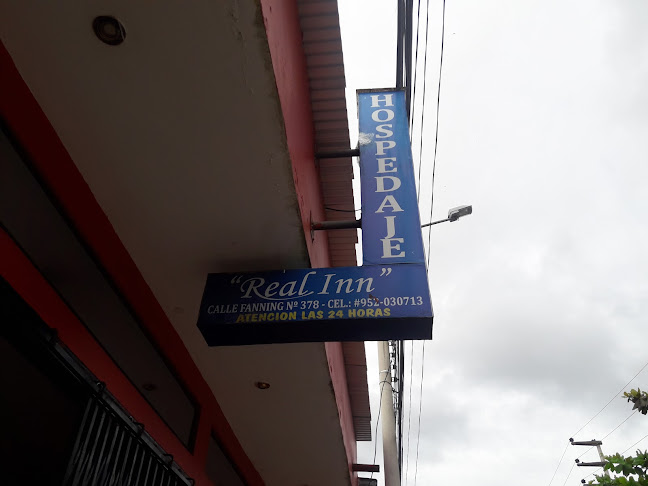 HOSPEDAJE
"Real Inn"
CALLE FANNING Nº 378 - CEL.: #952-030713
ATENCION LAS 24 HORAS